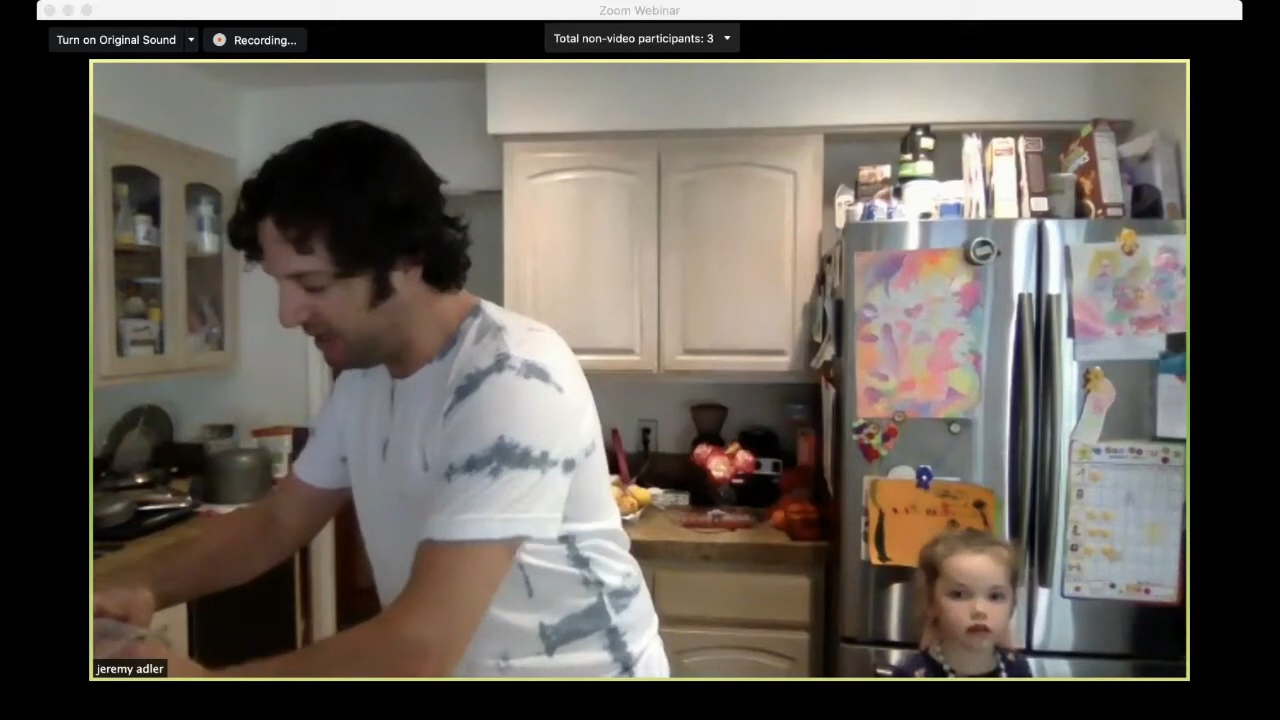 Zoom Webinar
Turn on Original Sound
Recording...
Total non-video participants: 3
jeremy adler